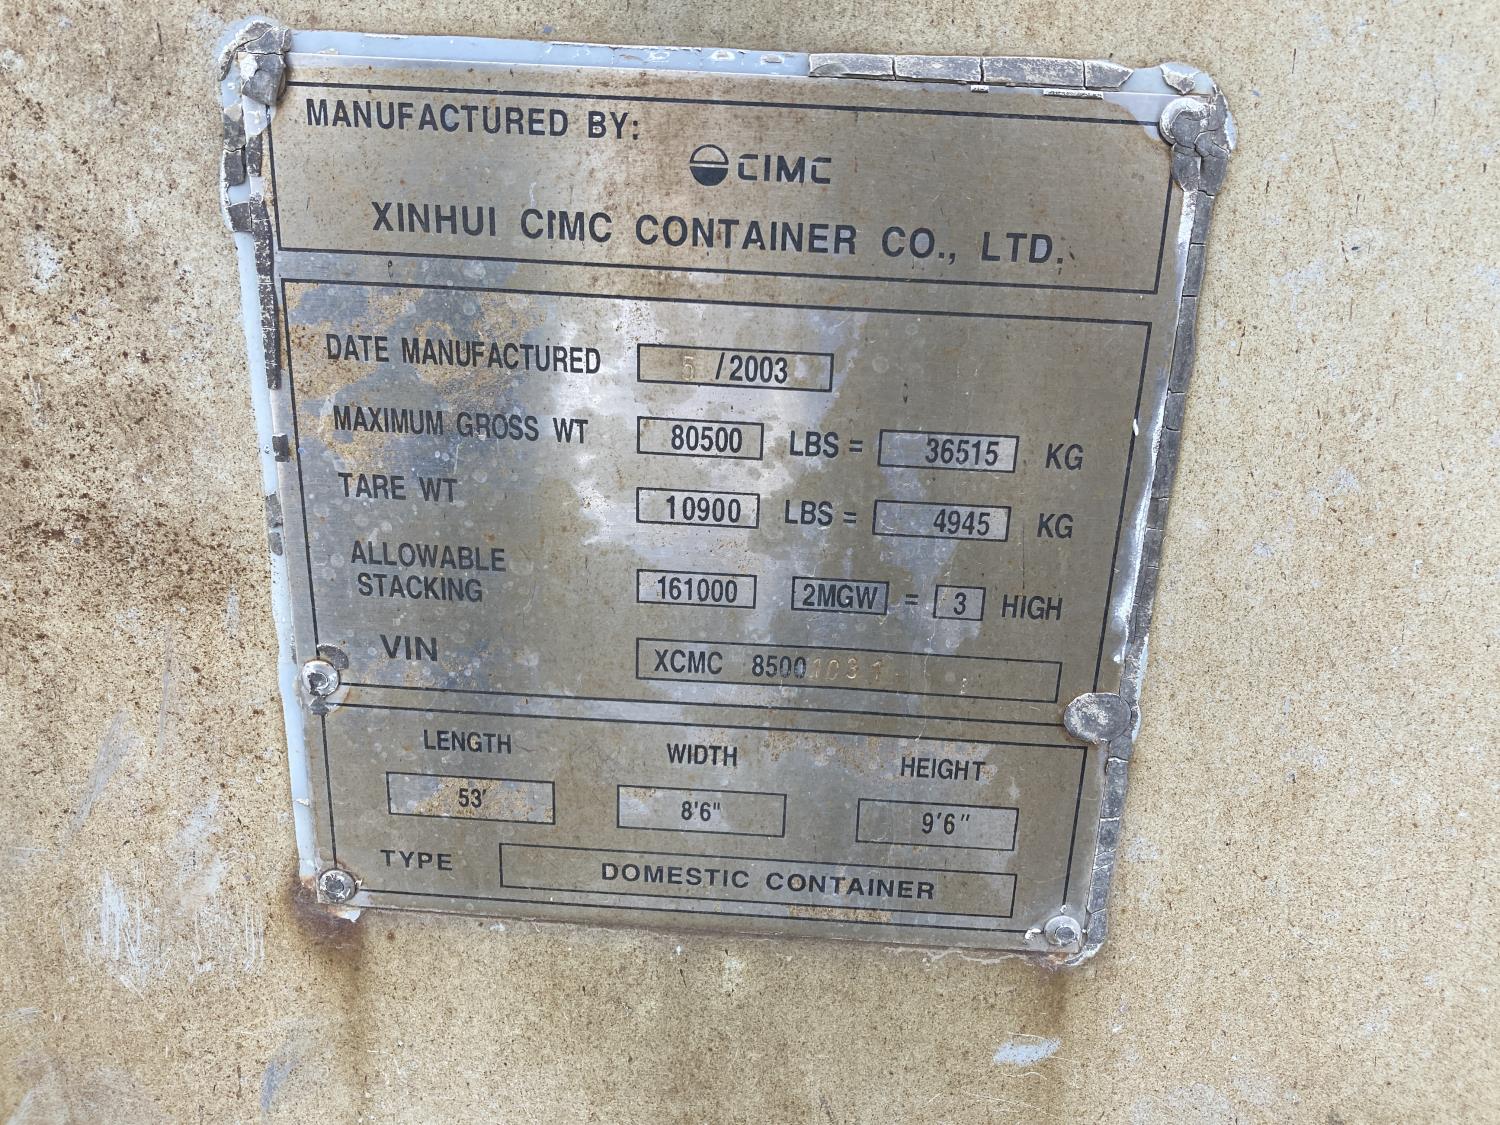 MANUFACTURED BY:
CIMC
XINHUI CIMC CONTAINER CO., LTD.
DATE MANUFACTURED 5 /2003
MAXIMUM GROSS WT 80500 LBS = 36515 KG
TARE WT 10900 LBS = 4945 KG
ALLOWABLE
STACKING 161000 2MGW = 3 HIGH
VIN XCMC 8500
LENGTH WIDTH HEIGHT
53' 8'6" 9'6"
TYPE DOMESTIC CONTAINER